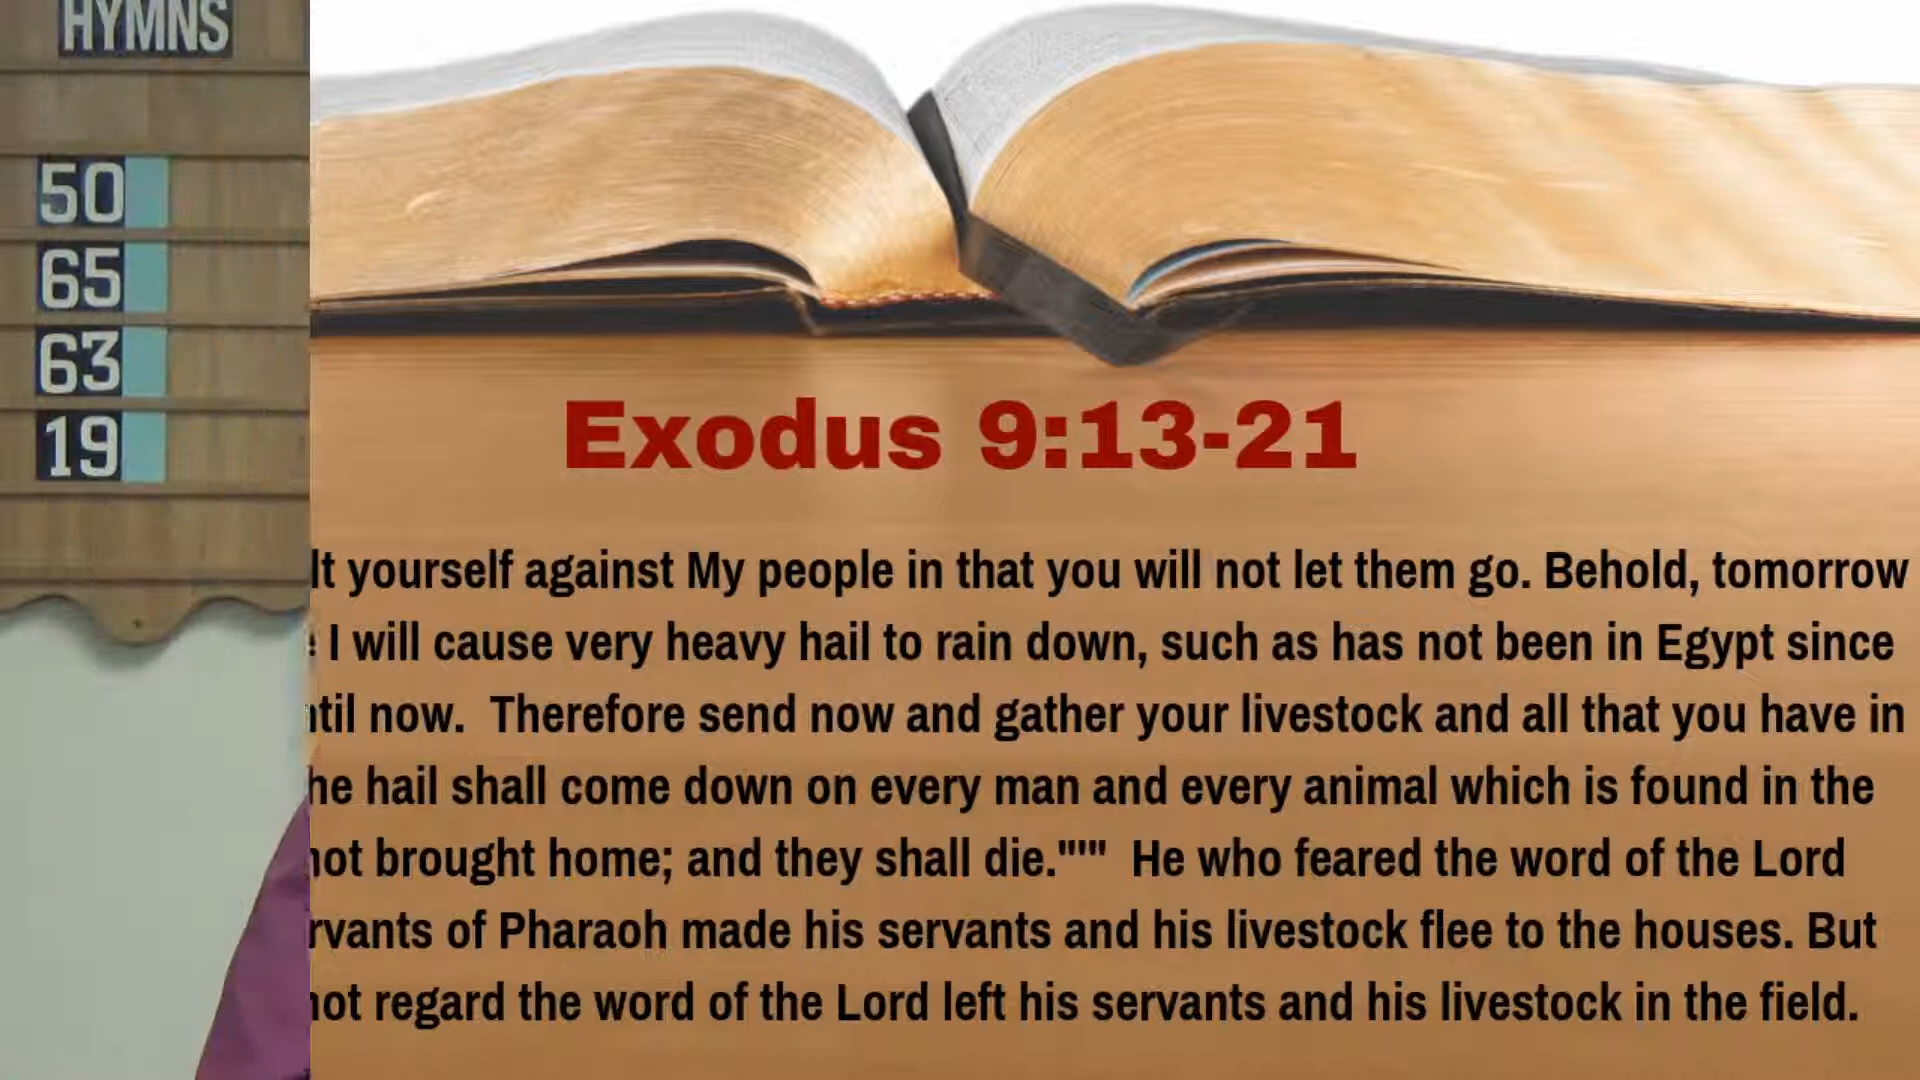 HYMNS
50
65
63
19
Exodus 9:13-21
lt yourself against My people in that you will not let them go. Behold, tomorrow
I will cause very heavy hail to rain down, such as has not been in Egypt since
til now. Therefore send now and gather your livestock and all that you have in
he hail shall come down on every man and every animal which is found in the
not brought home; and they shall die."'" He who feared the word of the Lord
rvants of Pharaoh made his servants and his livestock flee to the houses. But
not regard the word of the Lord left his servants and his livestock in the field.